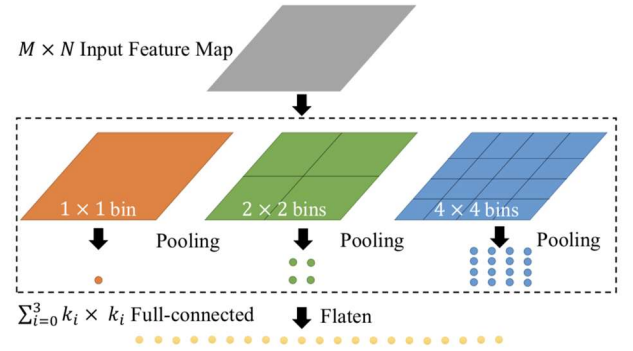 M × N Input Feature Map
1 × 1 bin
2 × 2 bins
4 × 4 bins
Pooling
Pooling
Pooling
∑³ᵢ₌₀ kᵢ × kᵢ Full-connected
Flaten